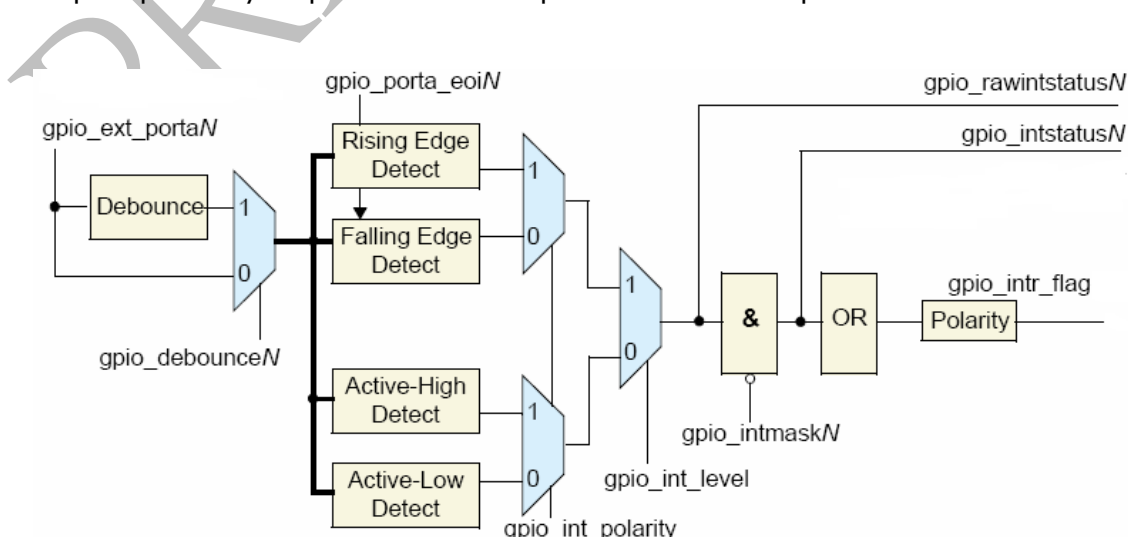 gpio_porta_eoiN
gpio_rawintstatusN
gpio_ext_portaN
gpio_intstatusN
Rising Edge
Detect
1
Debounce
1
Falling Edge
Detect
0
0
1
gpio_intr_flag
&
OR
Polarity
0
gpio_debounceN
Active-High
Detect
1
gpio_intmaskN
gpio_int_level
Active-Low
Detect
0
gpio_int_polarity